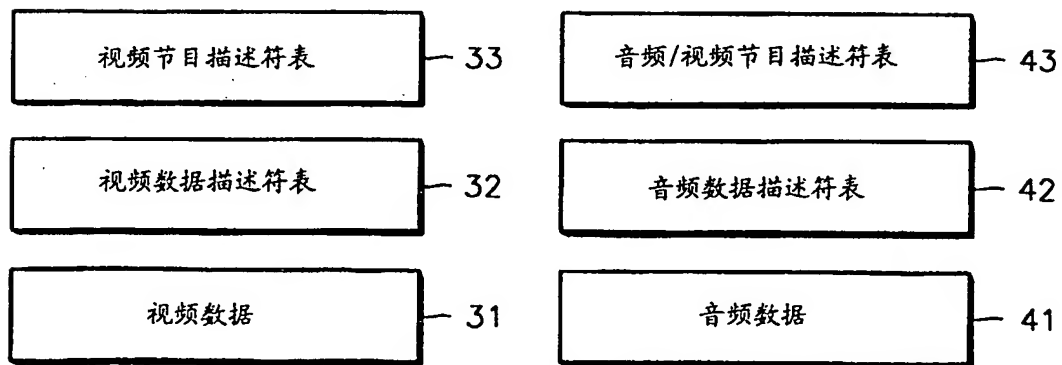 视频节目描述符表 33
音频/视频节目描述符表 43
视频数据描述符表 32
音频数据描述符表 42
视频数据 31
音频数据 41